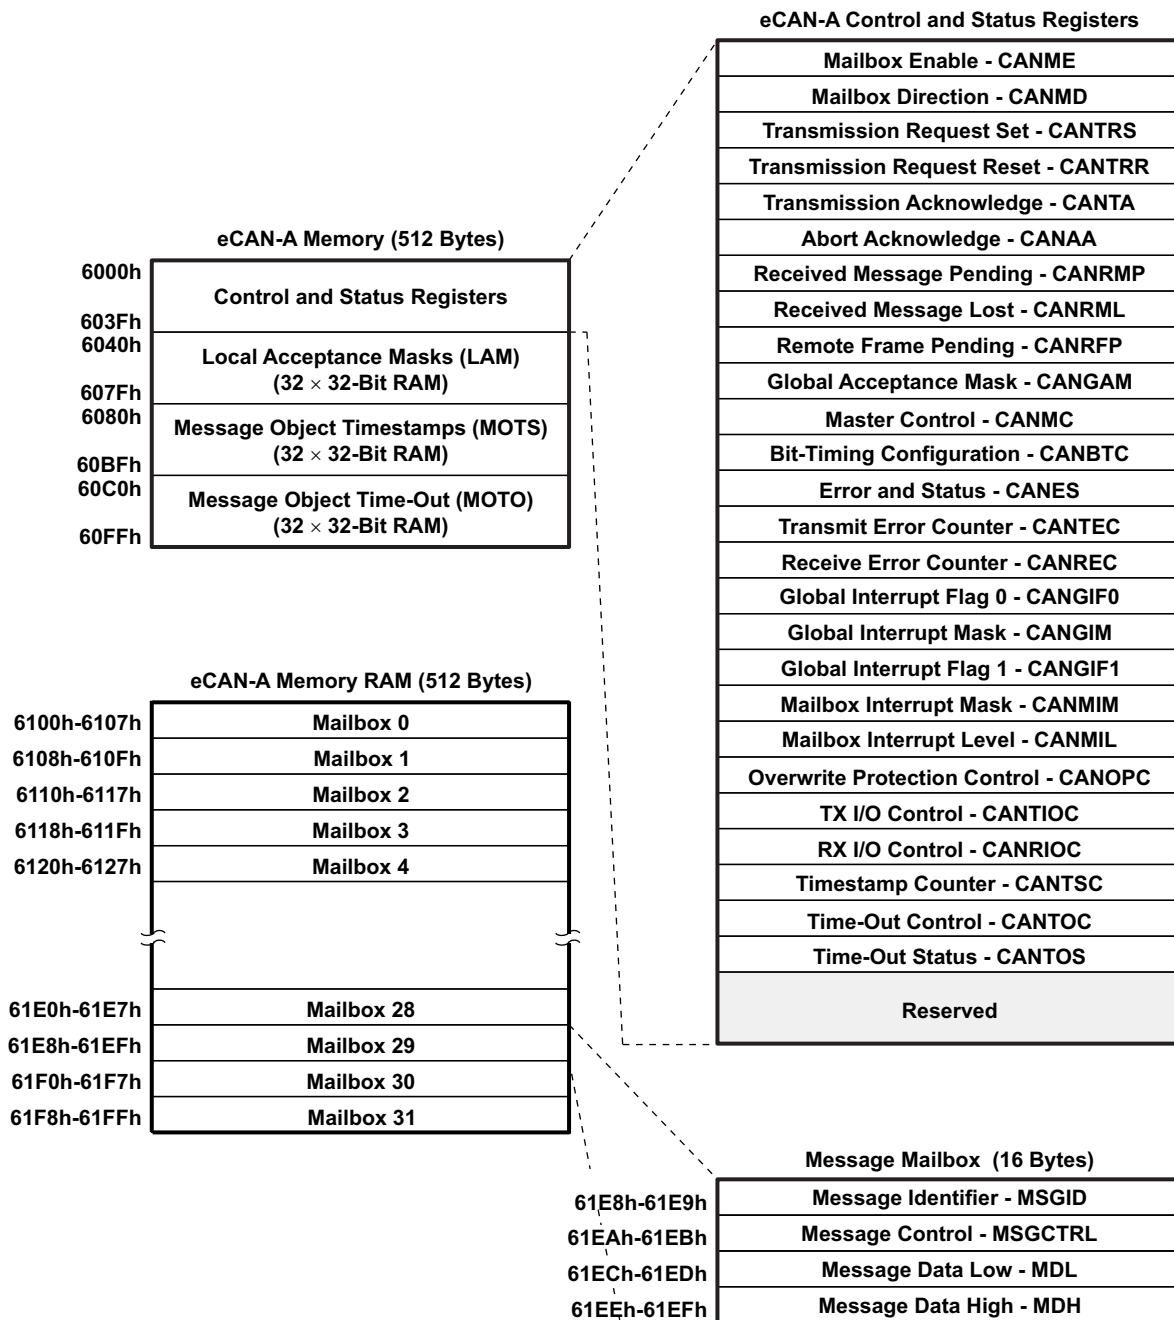 eCAN-A Control and Status Registers
Mailbox Enable - CANME
Mailbox Direction - CANMD
Transmission Request Set - CANTRS
Transmission Request Reset - CANTRR
Transmission Acknowledge - CANTA
Abort Acknowledge - CANAA
Received Message Pending - CANRMP
Received Message Lost - CANRML
Remote Frame Pending - CANRFP
Global Acceptance Mask - CANGAM
Master Control - CANMC
Bit-Timing Configuration - CANBTC
Error and Status - CANES
Transmit Error Counter - CANTEC
Receive Error Counter - CANREC
Global Interrupt Flag 0 - CANGIF0
Global Interrupt Mask - CANGIM
Global Interrupt Flag 1 - CANGIF1
Mailbox Interrupt Mask - CANMIM
Mailbox Interrupt Level - CANMIL
Overwrite Protection Control - CANOPC
TX I/O Control - CANTIOC
RX I/O Control - CANRIOC
Timestamp Counter - CANTSC
Time-Out Control - CANTOC
Time-Out Status - CANTOS
Reserved
eCAN-A Memory (512 Bytes)
6000h
Control and Status Registers
603Fh
6040h
Local Acceptance Masks (LAM)
(32 × 32-Bit RAM)
607Fh
6080h
Message Object Timestamps (MOTS)
(32 × 32-Bit RAM)
60BFh
60C0h
Message Object Time-Out (MOTO)
(32 × 32-Bit RAM)
60FFh
eCAN-A Memory RAM (512 Bytes)
6100h-6107h Mailbox 0
6108h-610Fh Mailbox 1
6110h-6117h Mailbox 2
6118h-611Fh Mailbox 3
6120h-6127h Mailbox 4
61E0h-61E7h Mailbox 28
61E8h-61EFh Mailbox 29
61F0h-61F7h Mailbox 30
61F8h-61FFh Mailbox 31
Message Mailbox (16 Bytes)
61E8h-61E9h Message Identifier - MSGID
61EAh-61EBh Message Control - MSGCTRL
61ECh-61EDh Message Data Low - MDL
61EEh-61EFh Message Data High - MDH